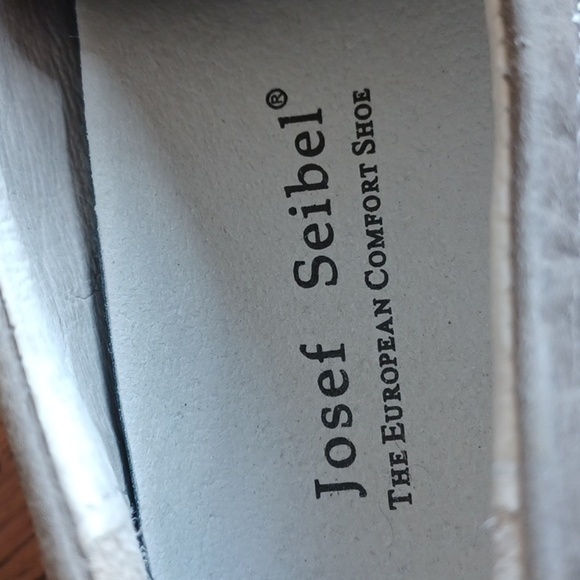 Josef Seibel®
THE EUROPEAN COMFORT SHOE